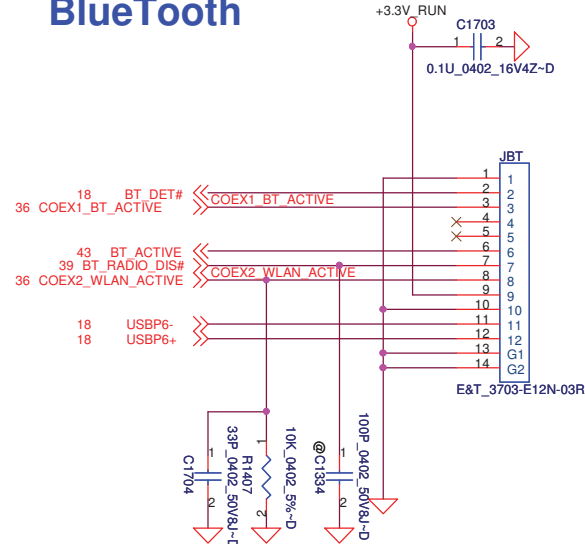 BlueTooth
+3.3V_RUN
C1703
1 2
0.1U_0402_16V4Z~D
JBT
18 BT_DET#
36 COEX1_BT_ACTIVE
COEX1_BT_ACTIVE
43 BT_ACTIVE
39 BT_RADIO_DIS#
36 COEX2_WLAN_ACTIVE
COEX2_WLAN_ACTIVE
18 USBP6-
18 USBP6+
1 1
2 2
3 3
4 4
5 5
6 6
7 7
8 8
9 9
10 10
11 11
12 12
13 G1
14 G2
E&T_3703-E12N-03R
1
2
C1704
33P_0402_50V8J~D
1
2
R1407
10K_0402_5%~D
1
2
@C1334
100P_0402_50V8J~D